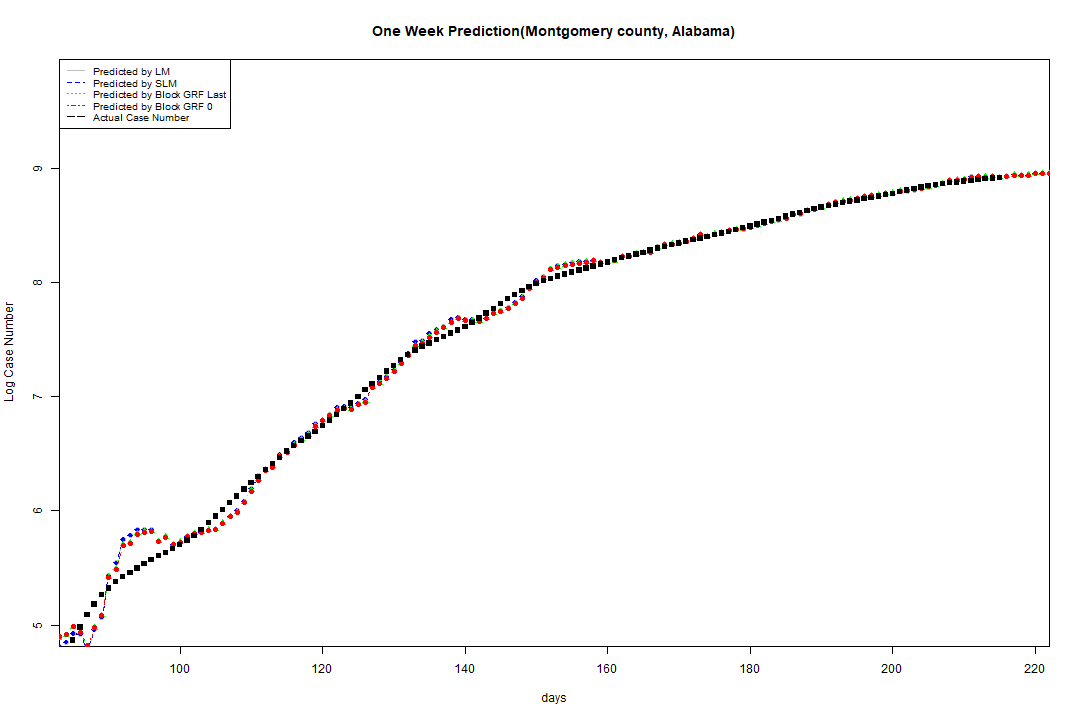 One Week Prediction(Montgomery county, Alabama)
Predicted by LM
Predicted by SLM
Predicted by Block GRF Last
Predicted by Block GRF 0
Actual Case Number
9
8
7
6
5
Log Case Number
100 120 140 160 180 200 220
days